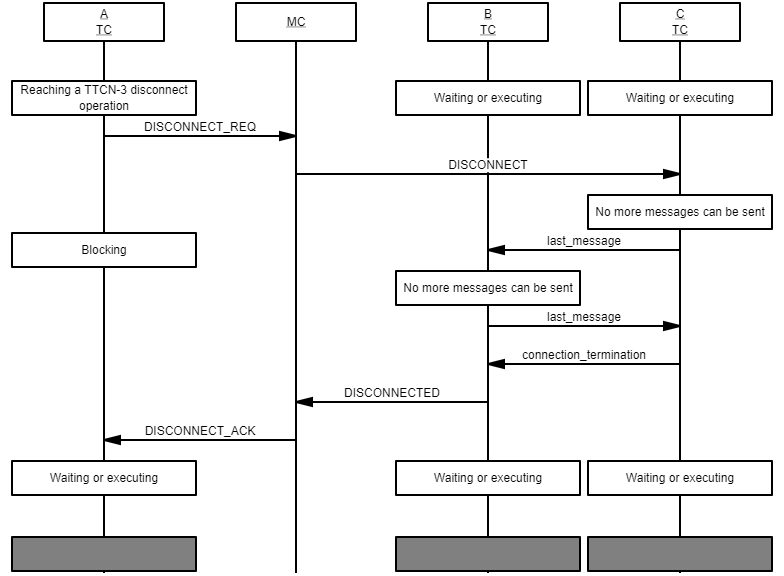 A
TC
MC
B
TC
C
TC
Reaching a TTCN-3 disconnect
operation
Waiting or executing
Waiting or executing
DISCONNECT_REQ
DISCONNECT
No more messages can be sent
Blocking
last_message
No more messages can be sent
last_message
connection_termination
DISCONNECTED
DISCONNECT_ACK
Waiting or executing
Waiting or executing
Waiting or executing